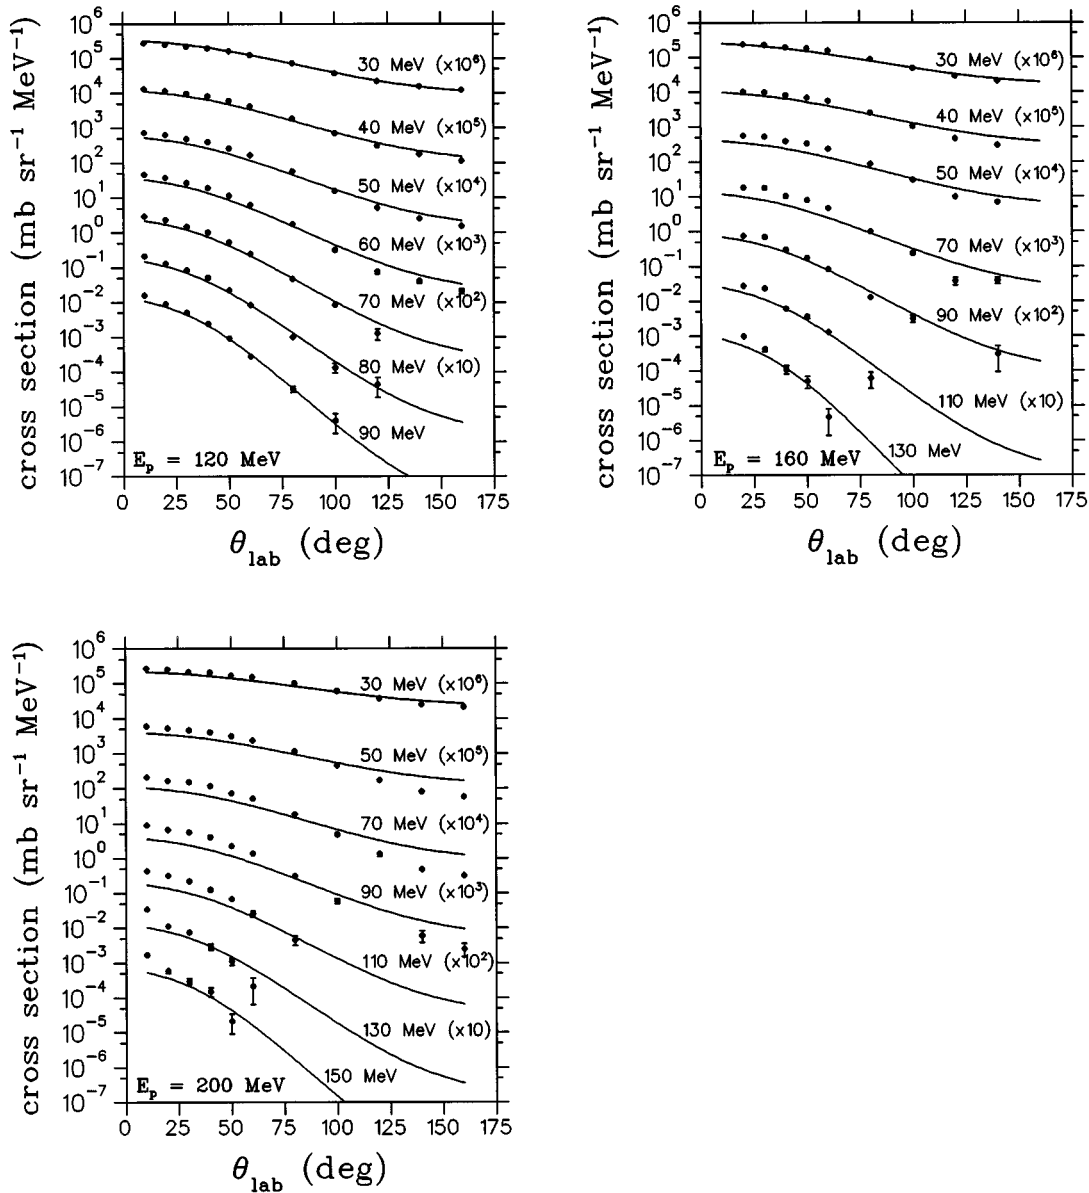 cross section (mb sr⁻¹ MeV⁻¹)
10⁶
10⁵
10⁴
10³
10²
10¹
10⁰
10⁻¹
10⁻²
10⁻³
10⁻⁴
10⁻⁵
10⁻⁶
10⁻⁷
30 MeV (x10⁶)
40 MeV (x10⁵)
50 MeV (x10⁴)
60 MeV (x10³)
70 MeV (x10²)
80 MeV (x10)
90 MeV
E_p = 120 MeV
0 25 50 75 100 125 150 175
θ_lab (deg)
cross section (mb sr⁻¹ MeV⁻¹)
10⁶
10⁵
10⁴
10³
10²
10¹
10⁰
10⁻¹
10⁻²
10⁻³
10⁻⁴
10⁻⁵
10⁻⁶
10⁻⁷
30 MeV (x10⁶)
40 MeV (x10⁵)
50 MeV (x10⁴)
70 MeV (x10³)
90 MeV (x10²)
110 MeV (x10)
130 MeV
E_p = 160 MeV
0 25 50 75 100 125 150 175
θ_lab (deg)
cross section (mb sr⁻¹ MeV⁻¹)
10⁶
10⁵
10⁴
10³
10²
10¹
10⁰
10⁻¹
10⁻²
10⁻³
10⁻⁴
10⁻⁵
10⁻⁶
10⁻⁷
30 MeV (x10⁶)
50 MeV (x10⁵)
70 MeV (x10⁴)
90 MeV (x10³)
110 MeV (x10²)
130 MeV (x10)
150 MeV
E_p = 200 MeV
0 25 50 75 100 125 150 175
θ_lab (deg)